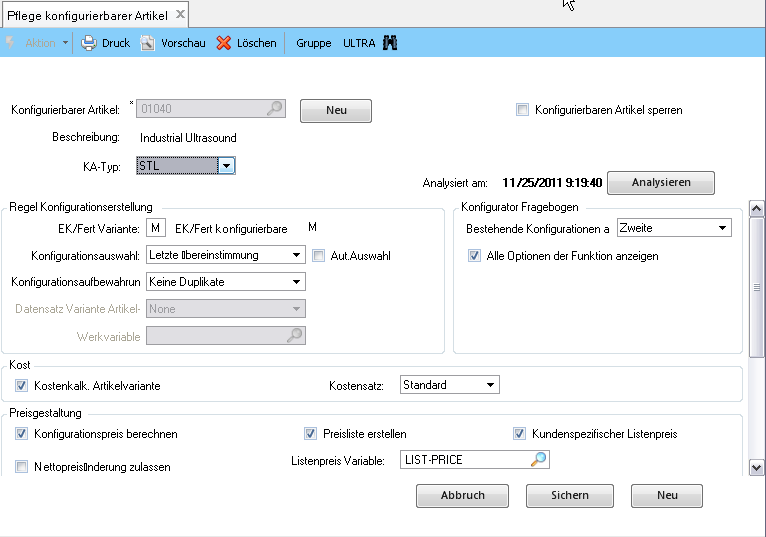 Pflege konfigurierbarer Artikel
Aktion Druck Vorschau Löschen Gruppe ULTRA
Konfigurierbarer Artikel: * 01040 Neu Konfigurierbaren Artikel sperren
Beschreibung: Industrial Ultrasound
KA-Typ: STL
Analysiert am: 11/25/2011 9:19:40 Analysieren
Regel Konfigurationserstellung Konfigurator Fragebogen
EK/Fert Variante: M EK/Fert konfigurierbare M Bestehende Konfigurationen a Zweite
Konfigurationsauswahl: Letzte bereinstimmung Aut.Auswahl Alle Optionen der Funktion anzeigen
Konfigurationsaufbewahrun Keine Duplikate
Datensatz Variante Artikel- None
Werkvariable
Kost
Kostenkalk. Artikelvariante Kostensatz: Standard
Preisgestaltung
Konfigurationspreis berechnen Preisliste erstellen Kundenspezifischer Listenpreis
Nettopreis nderung zulassen Listenpreis Variable: LIST-PRICE
Abbruch Sichern Neu